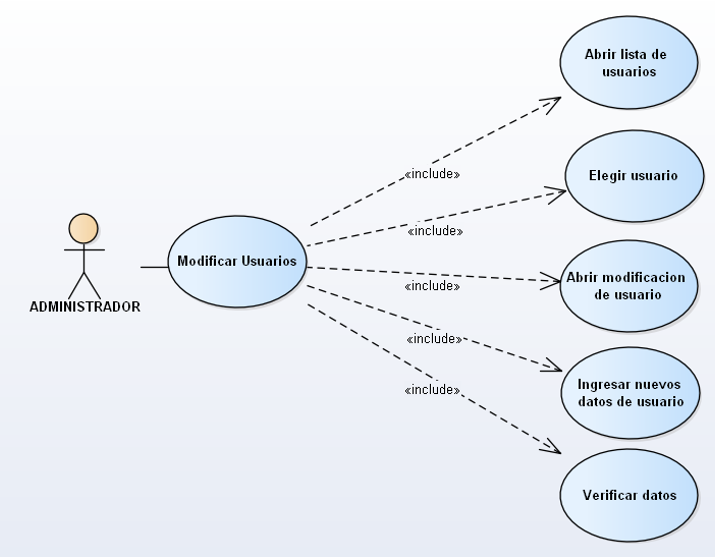 Abrir lista de
usuarios
«include»
Elegir usuario
«include»
Modificar Usuarios
ADMINISTRADOR
Abrir modificacion
de usuario
«include»
«include»
Ingresar nuevos
datos de usuario
«include»
Verificar datos